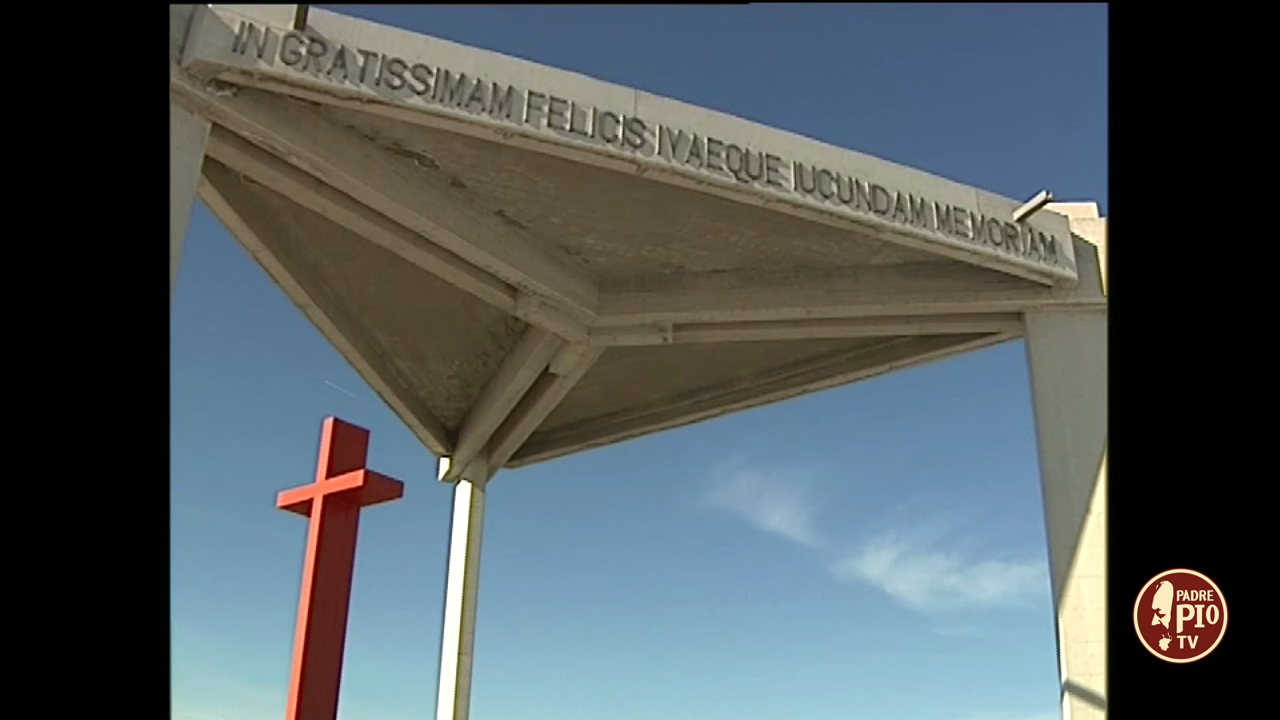 IN GRATISSIMAM FELICIS IVAEQUE IUCUNDAM MEMORIAM
PADRE
PIO
TV